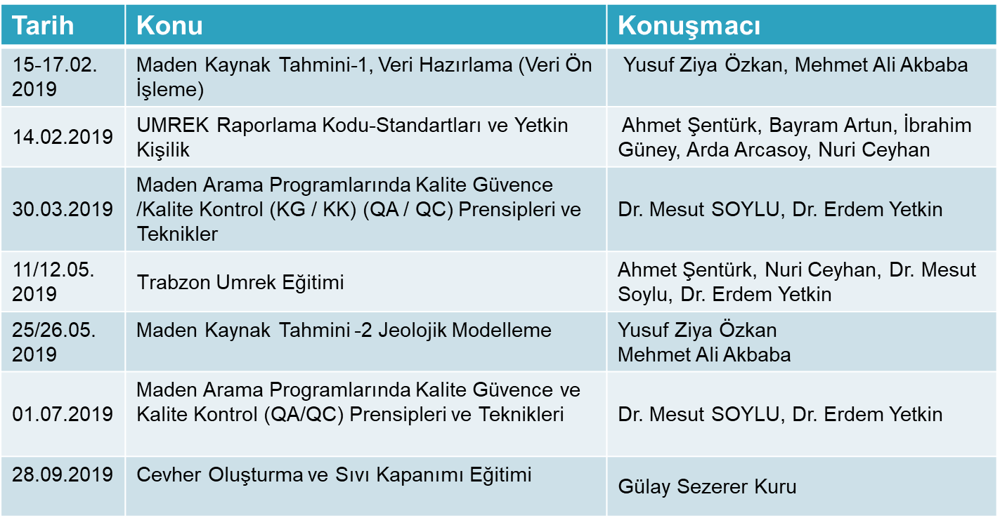 Tarih
Konu
Konuşmacı
15-17.02.
2019
Maden Kaynak Tahmini-1, Veri Hazırlama (Veri Ön
İşleme)
Yusuf Ziya Özkan, Mehmet Ali Akbaba
14.02.2019
UMREK Raporlama Kodu-Standartları ve Yetkin
Kişilik
Ahmet Şentürk, Bayram Artun, İbrahim
Güney, Arda Arcasoy, Nuri Ceyhan
30.03.2019
Maden Arama Programlarında Kalite Güvence
/Kalite Kontrol (KG / KK) (QA / QC) Prensipleri ve
Teknikler
Dr. Mesut SOYLU, Dr. Erdem Yetkin
11/12.05.
2019
Trabzon Umrek Eğitimi
Ahmet Şentürk, Nuri Ceyhan, Dr. Mesut
Soylu, Dr. Erdem Yetkin
25/26.05.
2019
Maden Kaynak Tahmini -2 Jeolojik Modelleme
Yusuf Ziya Özkan
Mehmet Ali Akbaba
01.07.2019
Maden Arama Programlarında Kalite Güvence ve
Kalite Kontrol (QA/QC) Prensipleri ve Teknikleri
Dr. Mesut SOYLU, Dr. Erdem Yetkin
28.09.2019
Cevher Oluşturma ve Sıvı Kapanımı Eğitimi
Gülay Sezerer Kuru